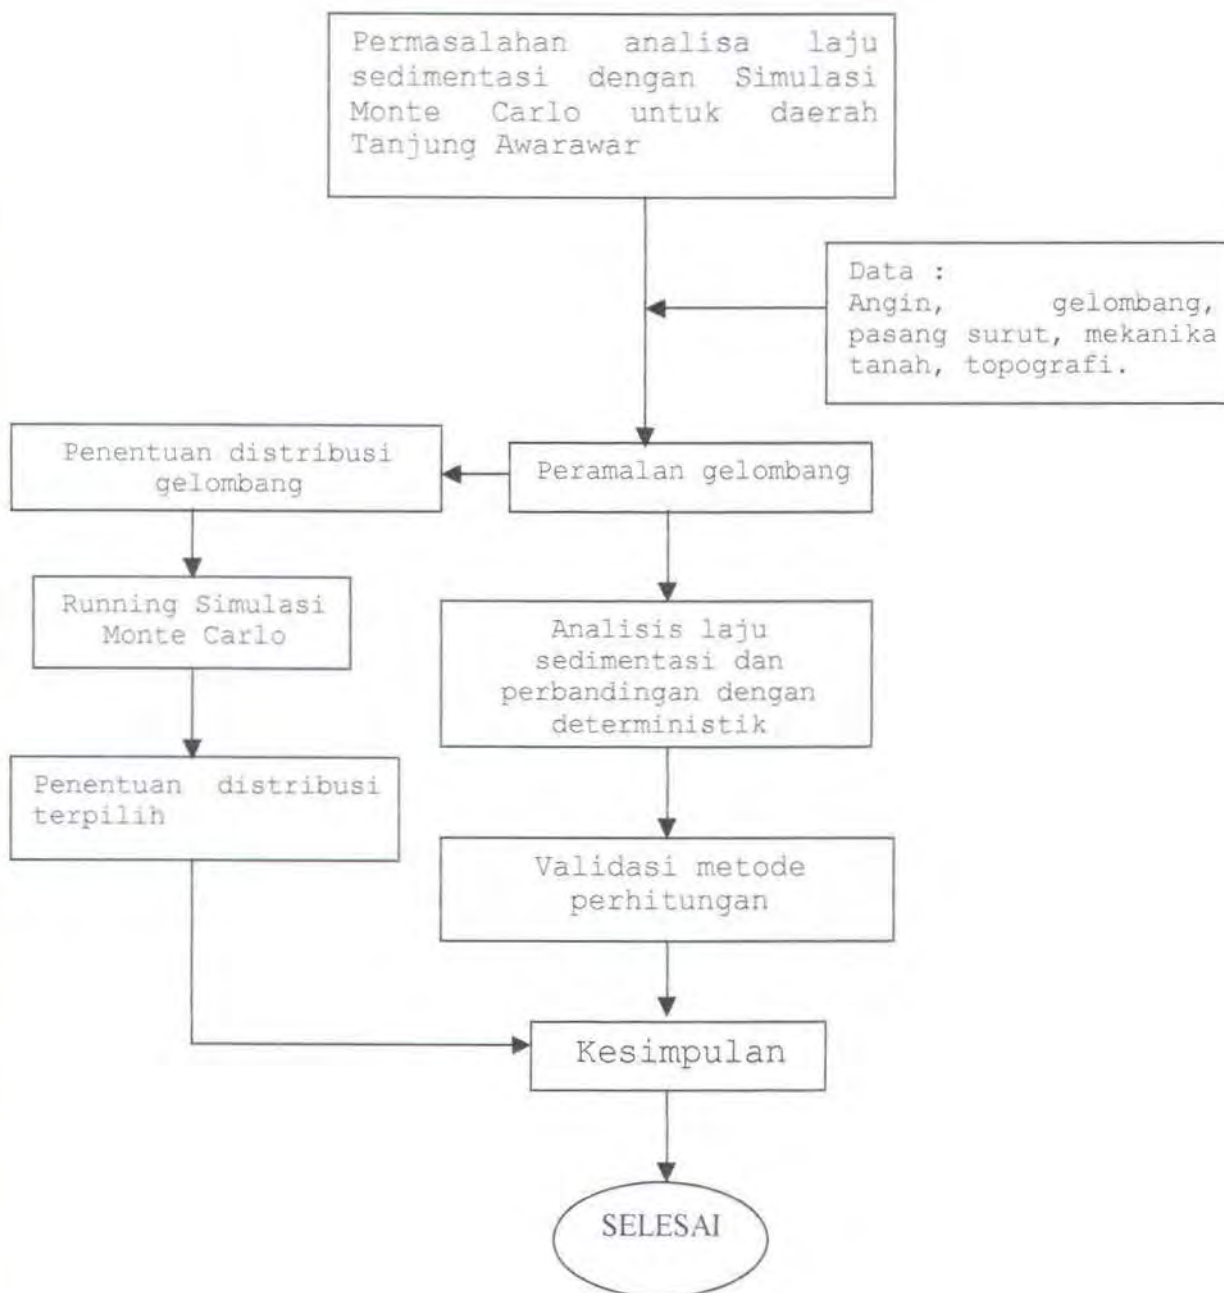 Permasalahan analisa laju
sedimentasi dengan Simulasi
Monte Carlo untuk daerah
Tanjung Awarawar
Data :
Angin, gelombang,
pasang surut, mekanika
tanah, topografi.
Penentuan distribusi
gelombang
Peramalan gelombang
Running Simulasi
Monte Carlo
Analisis laju
sedimentasi dan
perbandingan dengan
deterministik
Penentuan distribusi
terpilih
Validasi metode
perhitungan
Kesimpulan
SELESAI